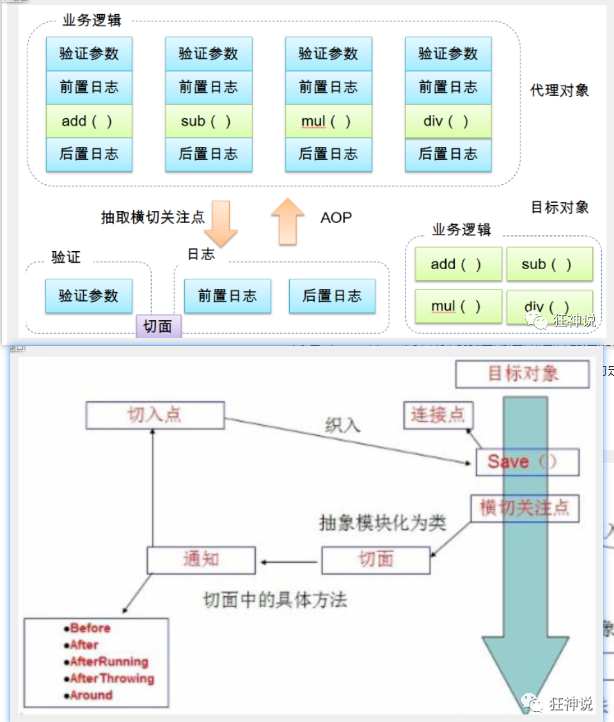 业务逻辑
验证参数 验证参数 验证参数 验证参数
前置日志 前置日志 前置日志 前置日志
代理对象
add（ ） sub（ ） mul（ ） div（ ）
后置日志 后置日志 后置日志 后置日志
抽取横切关注点
AOP
目标对象
业务逻辑
验证
日志
add（ ） sub（ ）
验证参数 前置日志 后置日志
mul（ ） div（ ）
切面
狂神说
目标对象
切入点
织入
连接点
Save（）
横切关注点
抽象模块化为类
通知
切面
切面中的具体方法
●Before
●After
●AfterRunning
●AfterThrowing
●Around
狂神说